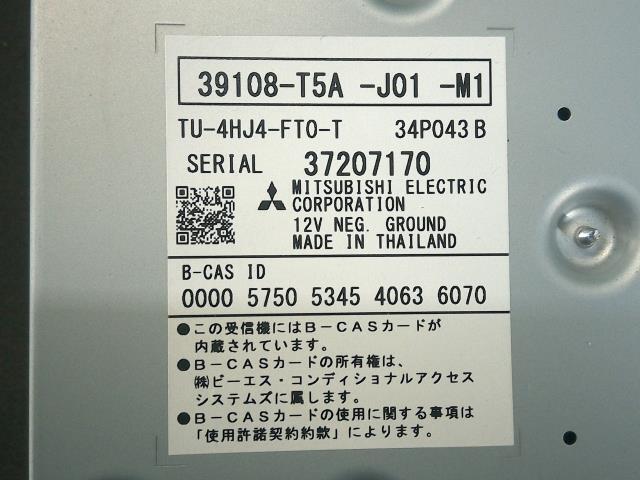 39108-T5A -J01 -M1
TU-4HJ4-FT0-T 34P043B
SERIAL 37207170
MITSUBISHI ELECTRIC
CORPORATION
12V NEG. GROUND
MADE IN THAILAND
B-CAS ID
0000 5750 5345 4063 6070
●この受信機にはB-CASカードが
内蔵されています。
●B-CASカードの所有権は、
㈱ビーエス・コンディショナルアクセス
システムズに属します。
●B-CASカードの使用に関する事項は
「使用許諾契約約款」によります。